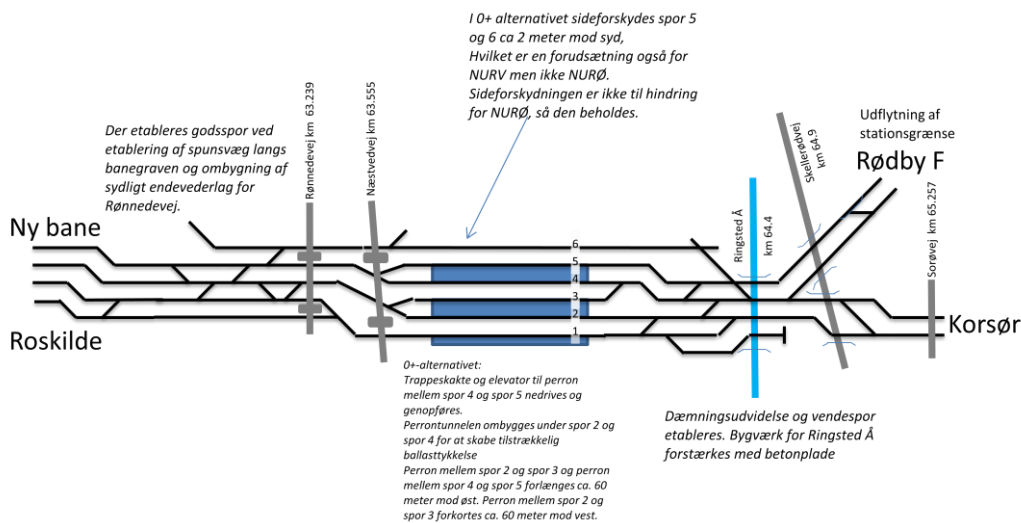 I 0+ alternativet sideforskydes spor 5
og 6 ca 2 meter mod syd,
Hvilket er en forudsætning også for
NURV men ikke NURØ.
Sideforskydningen er ikke til hindring
for NURØ, så den beholdes.
Der etableres godsspor ved
etablering af spunsvæg langs
banegraven og ombygning af
sydligt endevederlag for
Rønnedevej.
Rønnedevej km 63.239
Næstvedvej km 63.555
Skellerødvej
km 64.9
Udflytning af
stationsgrænse
Rødby F
Ny bane
Roskilde
6
5
4
3
2
1
Ringsted Å
km 64.4
Sorøvej km 65.257
Korsør
0+-alternativet:
Trappeskakte og elevator til perron
mellem spor 4 og spor 5 nedrives og
genopføres.
Perrontunnelen ombygges under spor 2 og
spor 4 for at skabe tilstrækkelig
ballasttykkelse
Perron mellem spor 2 og spor 3 og perron
mellem spor 4 og spor 5 forlænges ca. 60
meter mod øst. Perron mellem spor 2 og
spor 3 forkortes ca. 60 meter mod vest.
Dæmningsudvidelse og vendespor
etableres. Bygværk for Ringsted Å
forstærkes med betonplade